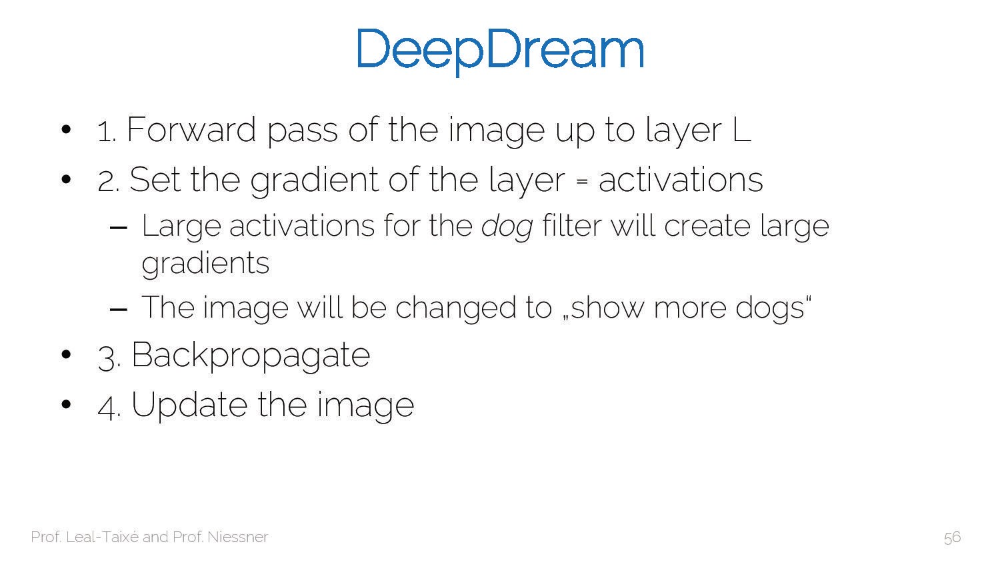 DeepDream
• 1. Forward pass of the image up to layer L
• 2. Set the gradient of the layer = activations
– Large activations for the dog filter will create large
gradients
– The image will be changed to „show more dogs“
• 3. Backpropagate
• 4. Update the image
Prof. Leal-Taixé and Prof. Niessner
56